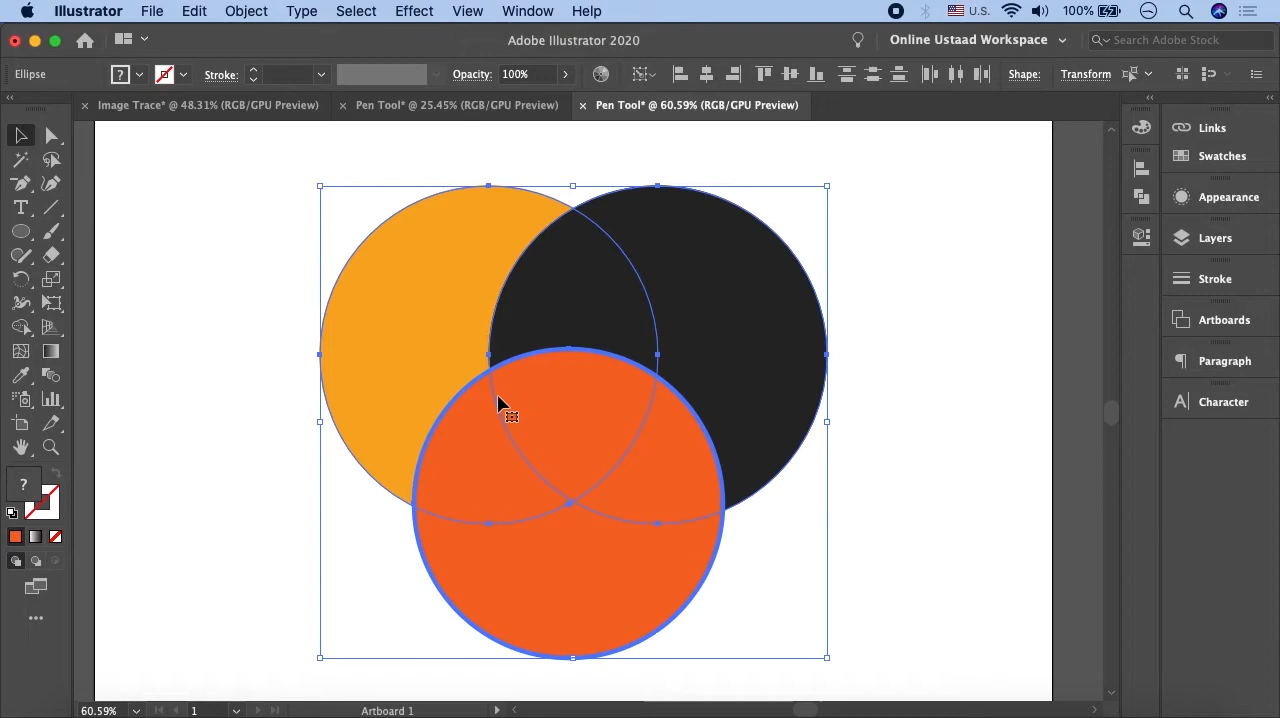 Illustrator File Edit Object Type Select Effect View Window Help U.S. 100%
Adobe Illustrator 2020 Online Ustaad Workspace Search Adobe Stock
Ellipse ? Stroke: Opacity: 100% Shape: Transform
× Image Trace* @ 48.31% (RGB/GPU Preview) × Pen Tool* @ 25.45% (RGB/GPU Preview) × Pen Tool* @ 60.59% (RGB/GPU Preview)
Links
Swatches
Appearance
Layers
Stroke
Artboards
Paragraph
Character
?
60.59% 1 Artboard 1